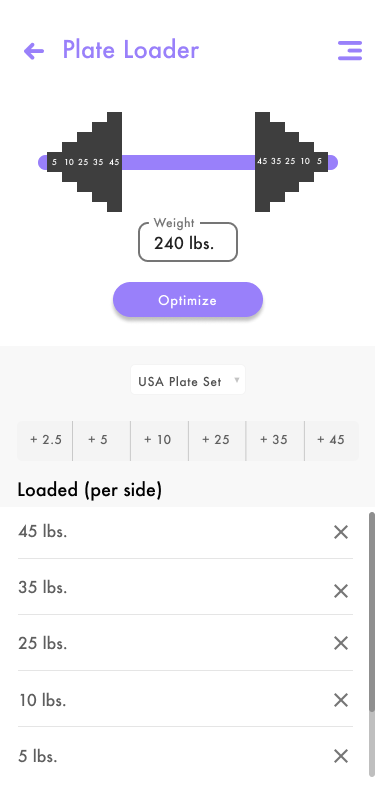 Plate Loader
5 10 25 35 45
45 35 25 10 5
Weight
240 lbs.
Optimize
USA Plate Set
+ 2.5 + 5 + 10 + 25 + 35 + 45
Loaded (per side)
45 lbs.
35 lbs.
25 lbs.
10 lbs.
5 lbs.